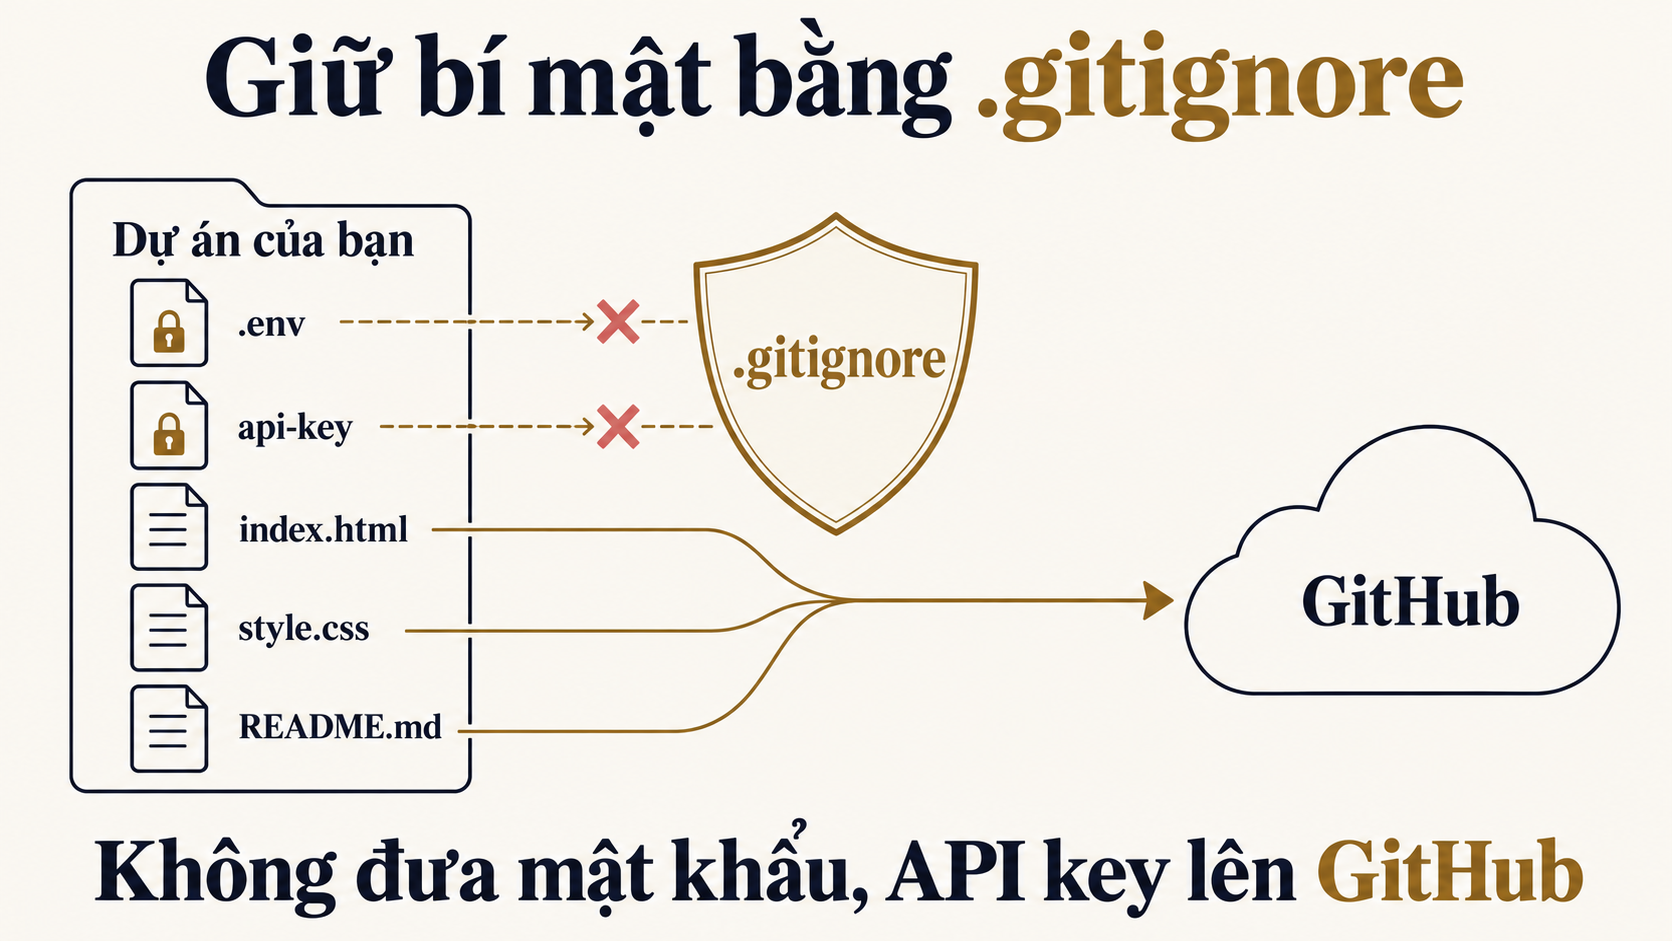 Giữ bí mật bằng .gitignore
Dự án của bạn
.env
api-key
index.html
style.css
README.md
.gitignore
GitHub
Không đưa mật khẩu, API key lên GitHub